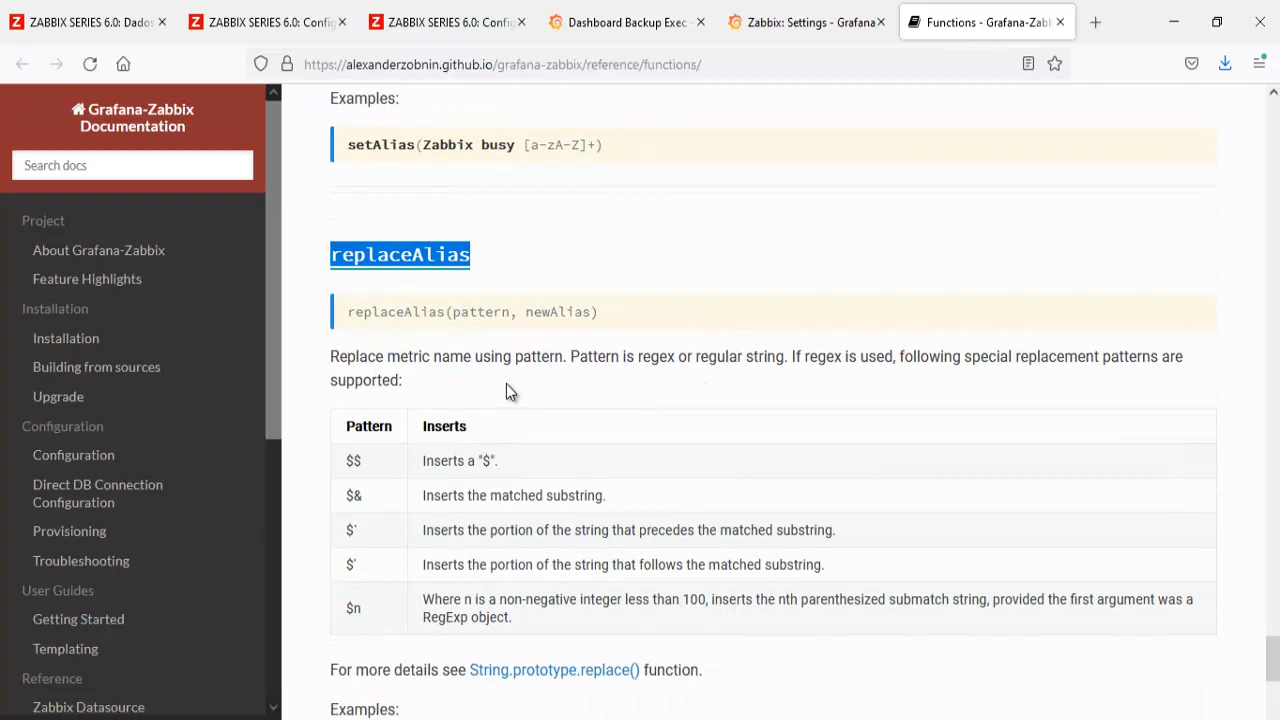 ZABBIX SERIES 6.0: Dados
ZABBIX SERIES 6.0: Config
ZABBIX SERIES 6.0: Config
Dashboard Backup Exec -
Zabbix: Settings - Grafana
Functions - Grafana-Zabb
https://alexanderzobnin.github.io/grafana-zabbix/reference/functions/
Grafana-Zabbix
Documentation
Search docs
Project
About Grafana-Zabbix
Feature Highlights
Installation
Installation
Building from sources
Upgrade
Configuration
Configuration
Direct DB Connection
Configuration
Provisioning
Troubleshooting
User Guides
Getting Started
Templating
Reference
Zabbix Datasource
Examples:
setAlias(Zabbix busy [a-zA-Z]+)
replaceAlias
replaceAlias(pattern, newAlias)
Replace metric name using pattern. Pattern is regex or regular string. If regex is used, following special replacement patterns are
supported:
Pattern Inserts
$$ Inserts a "$".
$& Inserts the matched substring.
$` Inserts the portion of the string that precedes the matched substring.
$' Inserts the portion of the string that follows the matched substring.
$n Where n is a non-negative integer less than 100, inserts the nth parenthesized submatch string, provided the first argument was a
RegExp object.
For more details see String.prototype.replace() function.
Examples: